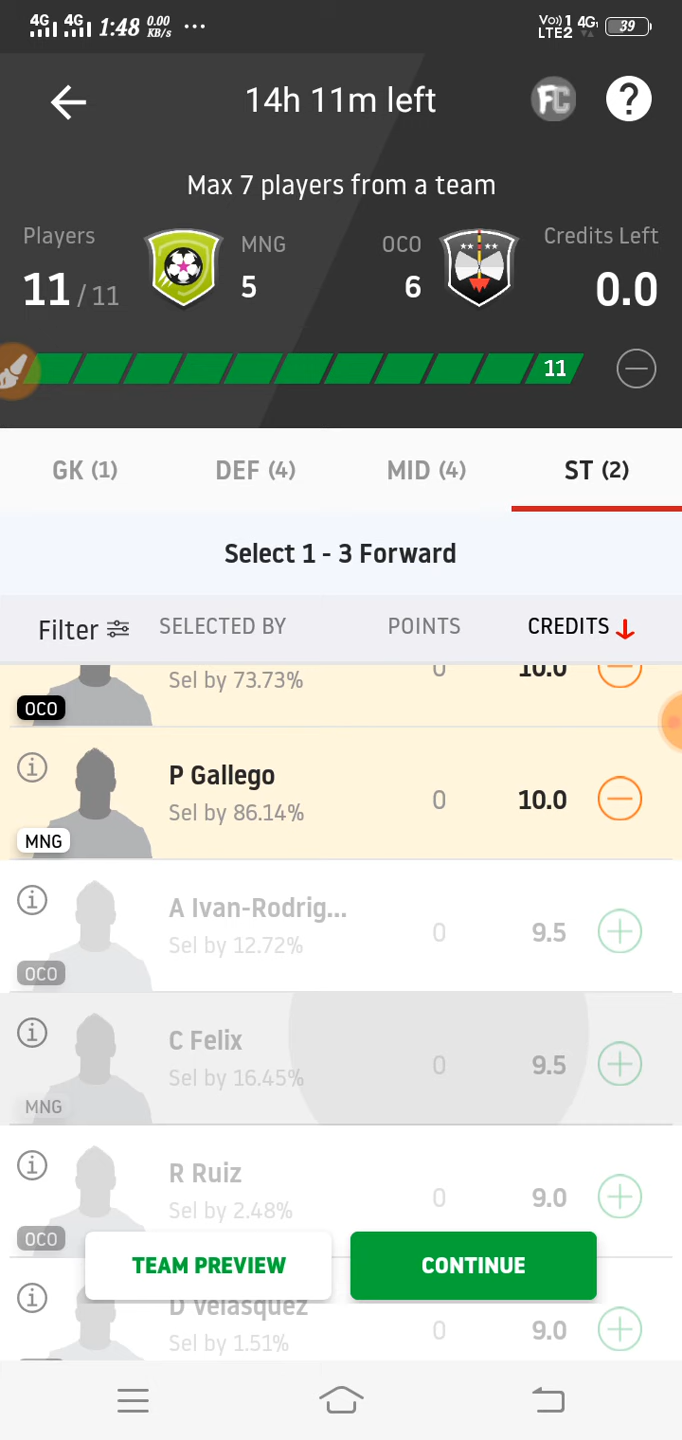 4G 4G 1:48 0.00 KB/s ... Vo)) 1 LTE2 4G 39
14h 11m left FC ?
Max 7 players from a team
Players MNG OCO Credits Left
11 / 11 5 6 0.0
11
GK (1) DEF (4) MID (4) ST (2)
Select 1 - 3 Forward
Filter SELECTED BY POINTS CREDITS
Sel by 73.73% 0 10.0
OCO
P Gallego
Sel by 86.14% 0 10.0
MNG
A Ivan-Rodrig...
Sel by 12.72% 0 9.5
OCO
C Felix
Sel by 16.45% 0 9.5
MNG
R Ruiz
Sel by 2.48% 0 9.0
OCO
TEAM PREVIEW CONTINUE
D Velasquez
Sel by 1.51% 0 9.0